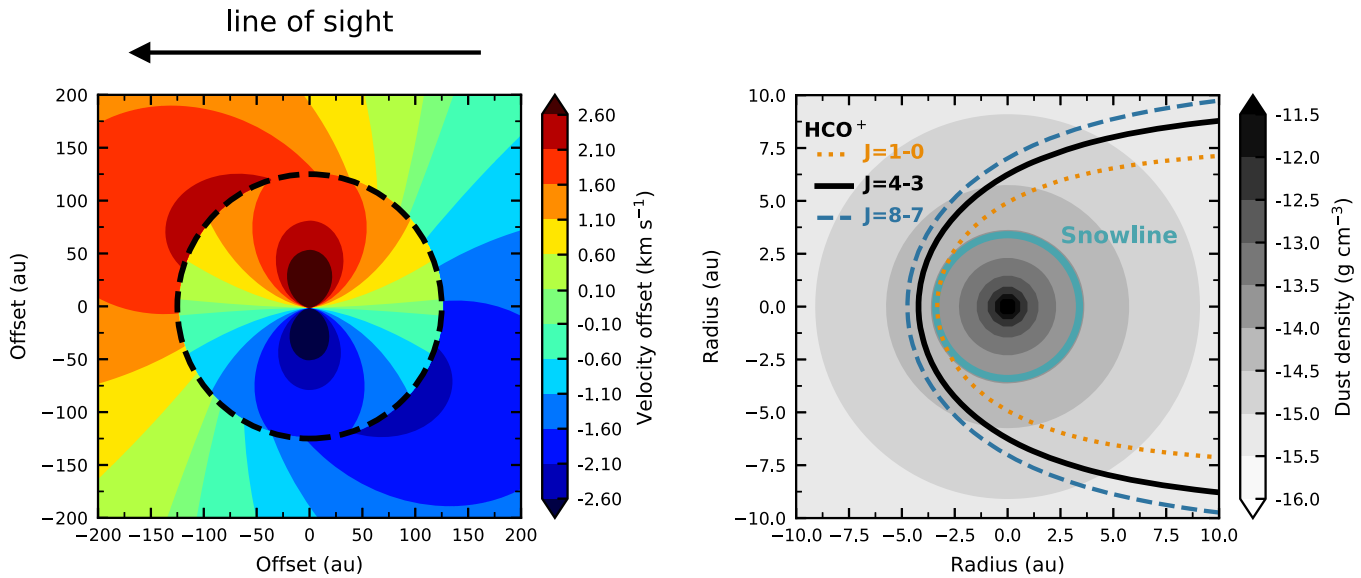 line of sight
200
150
100
50
0
−50
−100
−150
−200
−200 −150 −100 −50 0 50 100 150 200
Offset (au)
Offset (au)
2.60
2.10
1.60
1.10
0.60
0.10
-0.10
-0.60
-1.10
-1.60
-2.10
-2.60
Velocity offset (km s⁻¹)
10.0
7.5
5.0
2.5
0.0
−2.5
−5.0
−7.5
−10.0
−10.0 −7.5 −5.0 −2.5 0.0 2.5 5.0 7.5 10.0
Radius (au)
Radius (au)
HCO⁺
J=1-0
J=4-3
J=8-7
Snowline
-11.5
-12.0
-12.5
-13.0
-13.5
-14.0
-14.5
-15.0
-15.5
-16.0
Dust density (g cm⁻³)